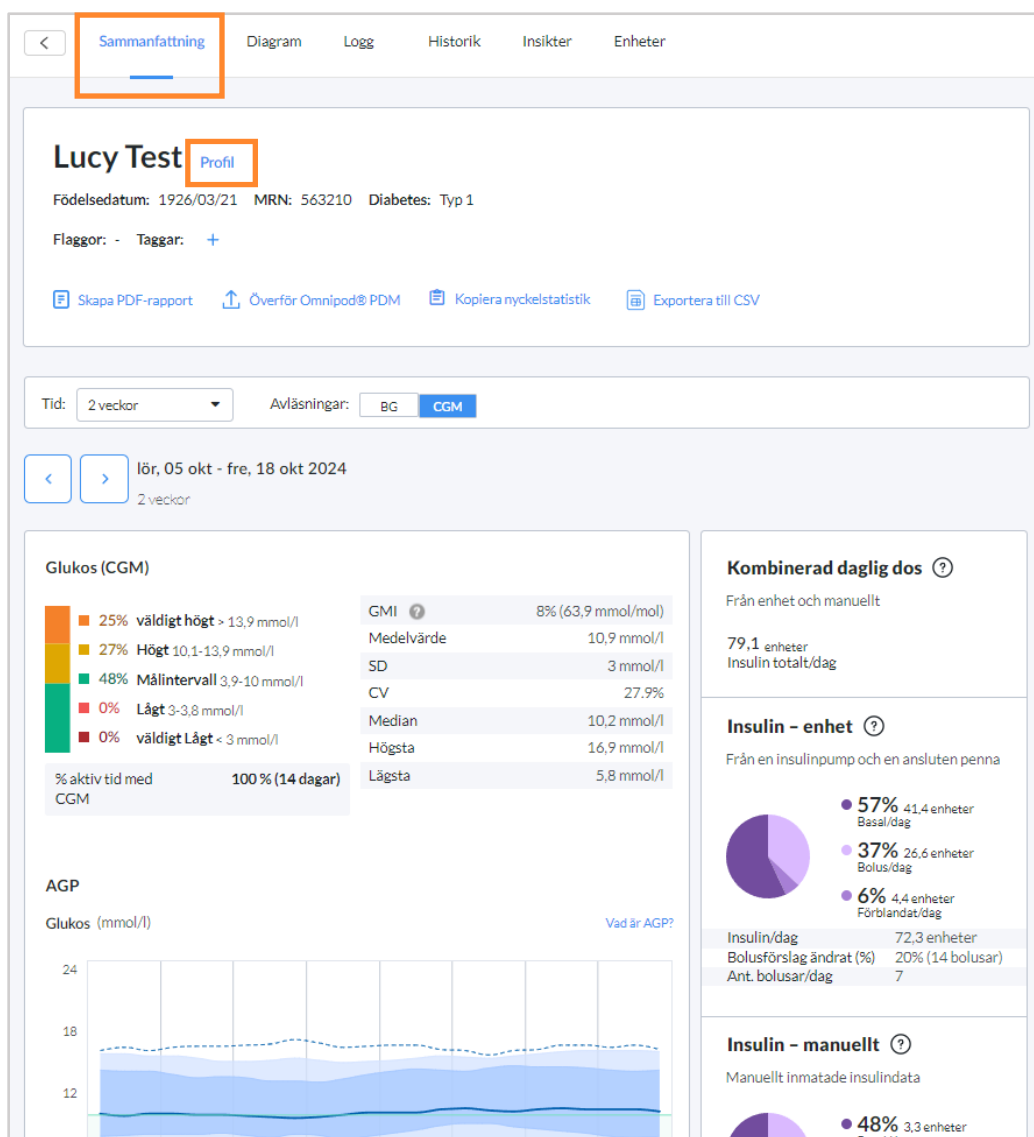 Sammanfattning Diagram Logg Historik Insikter Enheter
Lucy Test Profil
Födelsedatum: 1926/03/21 MRN: 563210 Diabetes: Typ 1
Flaggor: - Taggar: +
Skapa PDF-rapport Överför Omnipod® PDM Kopiera nyckelstatistik Exportera till CSV
Tid: 2 veckor Avläsningar: BG CGM
lör, 05 okt - fre, 18 okt 2024
2 veckor
Glukos (CGM)
25% väldigt högt > 13,9 mmol/l
27% Högt 10,1-13,9 mmol/l
48% Målintervall 3,9-10 mmol/l
0% Lågt 3-3,8 mmol/l
0% väldigt Lågt < 3 mmol/l
% aktiv tid med CGM 100 % (14 dagar)
GMI ? 8% (63,9 mmol/mol)
Medelvärde 10,9 mmol/l
SD 3 mmol/l
CV 27.9%
Median 10,2 mmol/l
Högsta 16,9 mmol/l
Lägsta 5,8 mmol/l
AGP
Glukos (mmol/l) Vad är AGP?
24
18
12
Kombinerad daglig dos ?
Från enhet och manuellt
79,1 enheter
Insulin totalt/dag
Insulin – enhet ?
Från en insulinpump och en ansluten penna
57% 41,4 enheter
Basal/dag
37% 26,6 enheter
Bolus/dag
6% 4,4 enheter
Förblandat/dag
Insulin/dag 72,3 enheter
Bolusförslag ändrat (%) 20% (14 bolusar)
Ant. bolusar/dag 7
Insulin – manuellt ?
Manuellt inmatade insulindata
48% 3,3 enheter